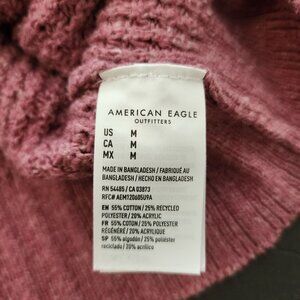 AMERICAN EAGLE
OUTFITTERS
US M
CA M
MX M
MADE IN BANGLADESH / FABRIQUÉ AU
BANGLADESH / HECHO EN BANGLADESH
RN 54485 / CA 03873
RFC# AEM120605U9A
EN 55% COTTON / 25% RECYCLED
POLYESTER / 20% ACRYLIC
FR 55% COTON / 25% POLYESTER
RÉGÉNÉRÉ / 20% ACRYLIQUE
SP 55% algodón / 25% poliéster
reciclado / 20% acrílico